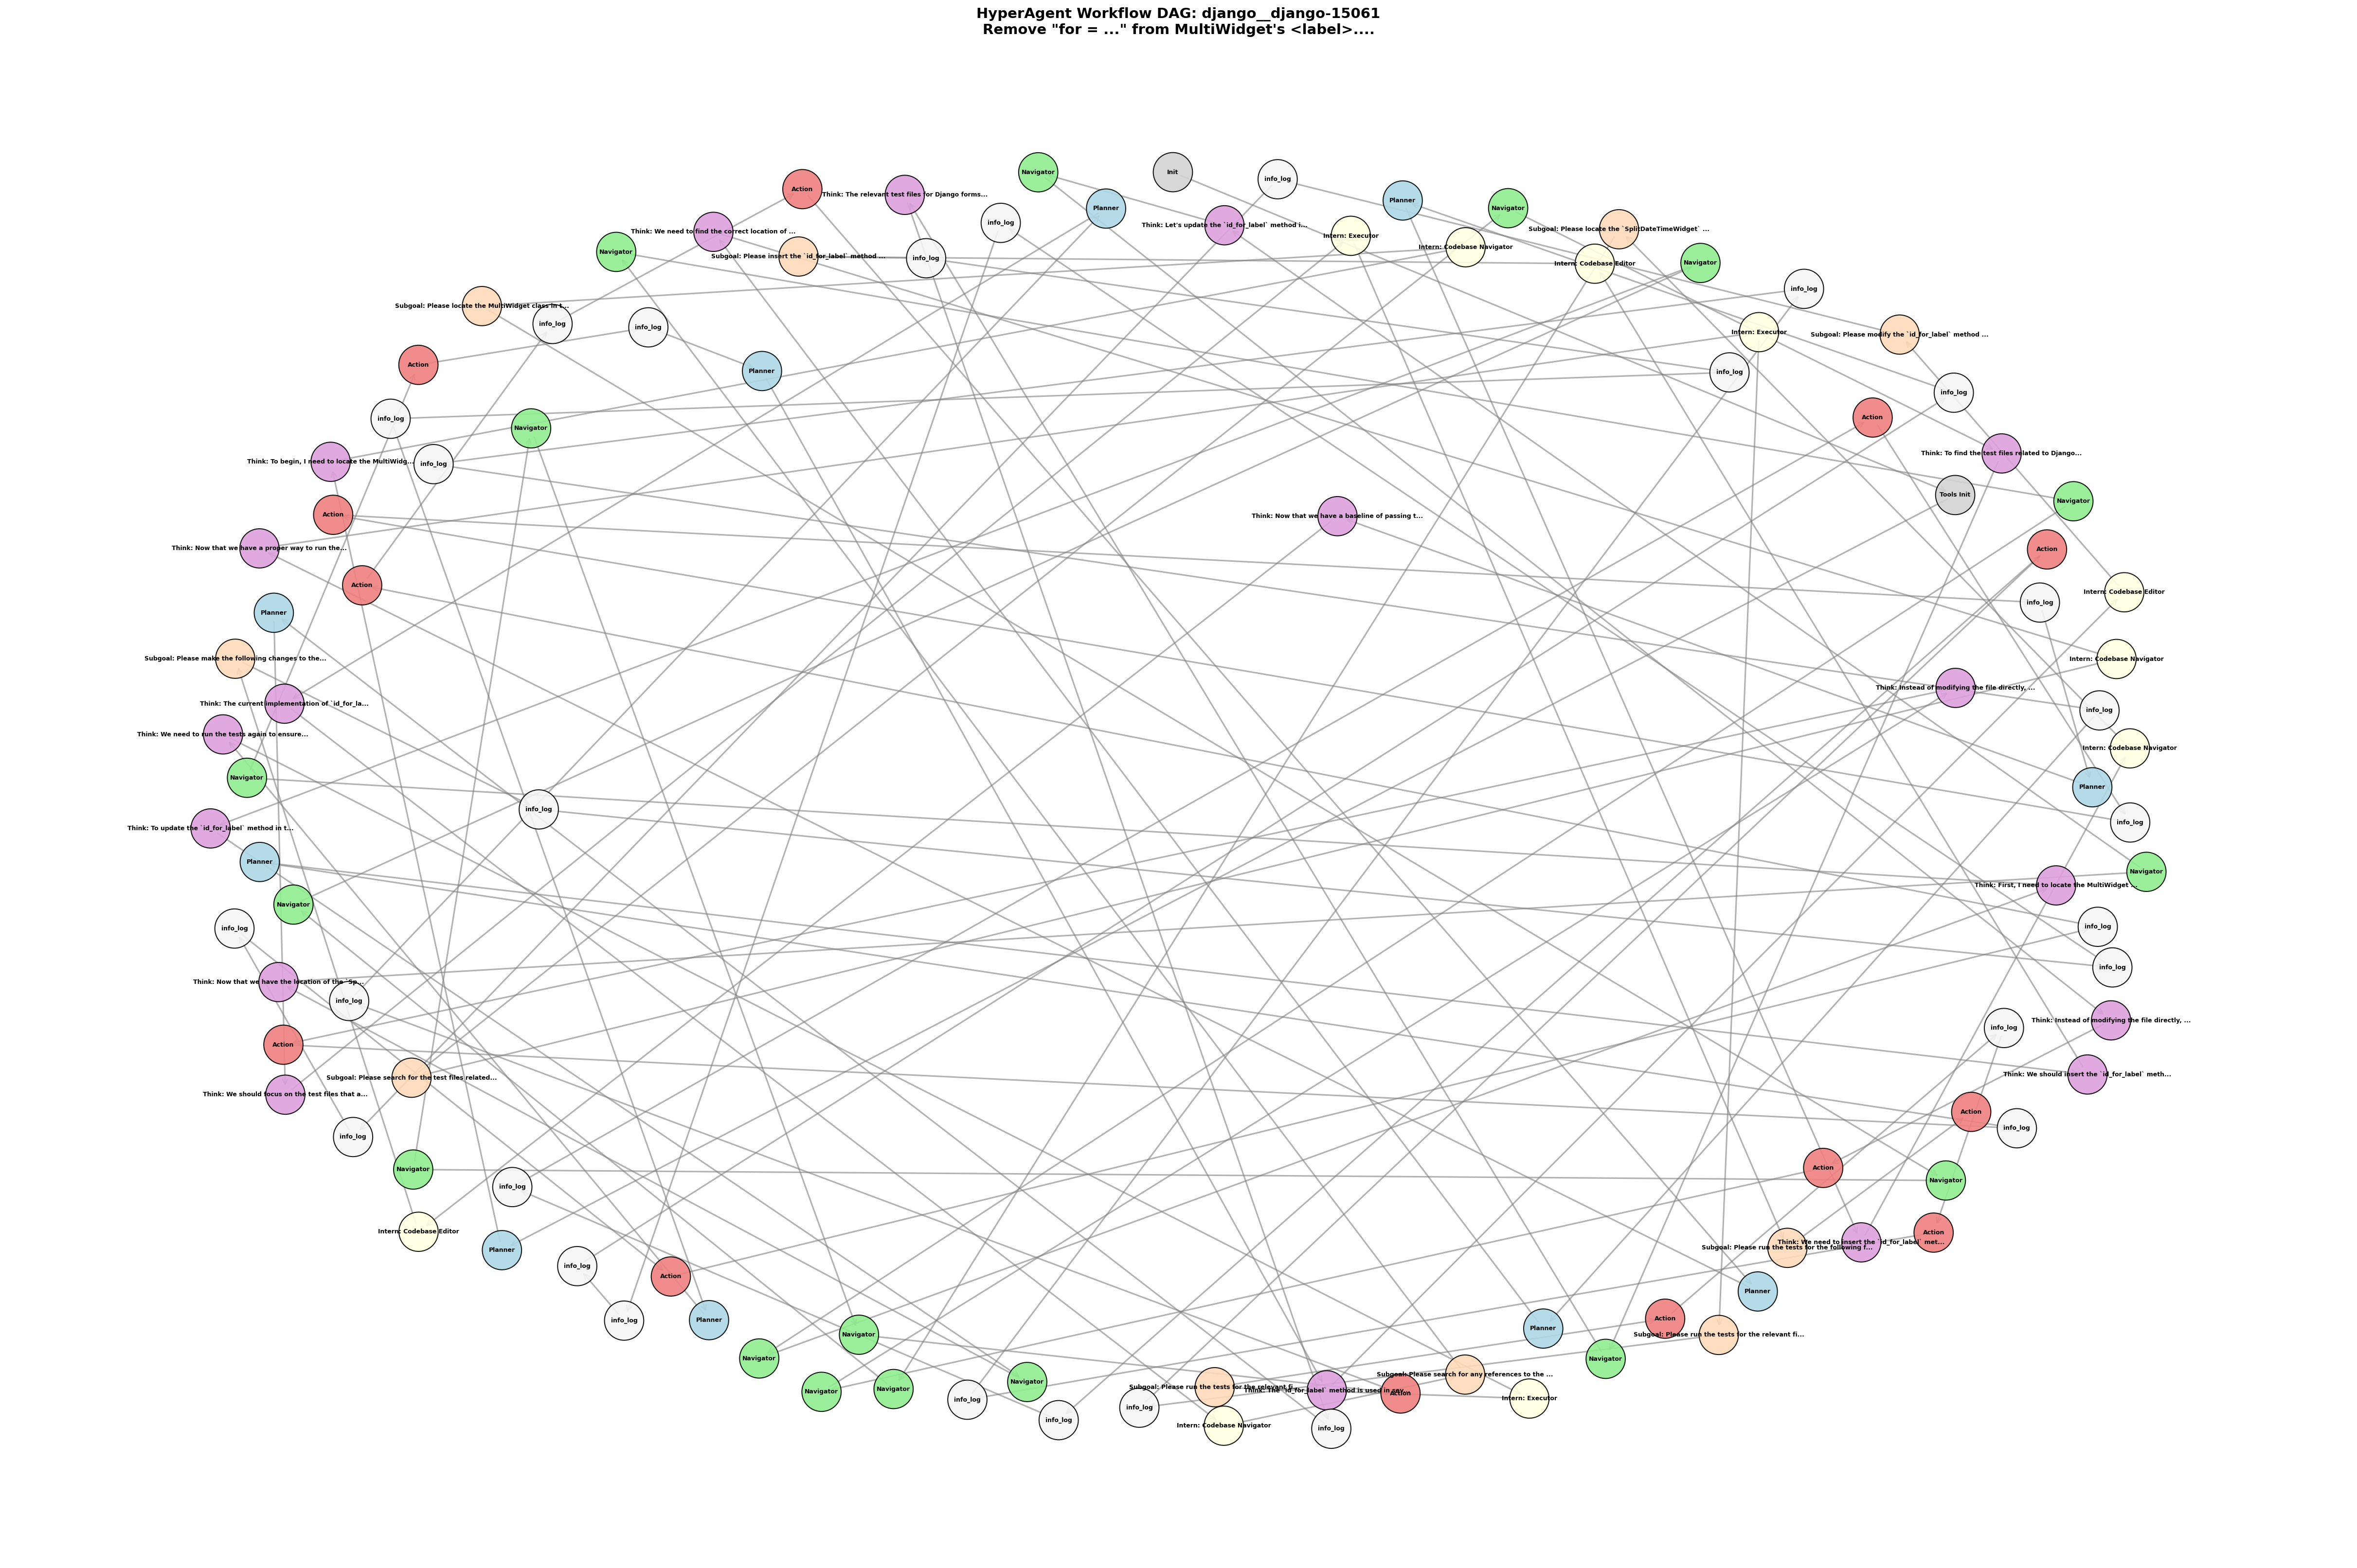 HyperAgent Workflow DAG: django__django-15061
Remove "for = ..." from MultiWidget's <label>....
Navigator
Init
info_log
Action
Think: The relevant test files for Django forms...
Planner
Planner
Navigator
info_log
Think: Let's update the `id_for_label` method i...
Think: We need to find the correct location of ...
Subgoal: Please locate the `SplitDateTimeWidget` ...
Intern: Executor
Intern: Codebase Navigator
Navigator
Subgoal: Please insert the `id_for_label` method ...
info_log
Intern: Codebase Editor
Navigator
info_log
Subgoal: Please locate the MultiWidget class in t...
info_log
info_log
Intern: Executor
Subgoal: Please modify the `id_for_label` method ...
Action
Planner
info_log
info_log
info_log
Action
Navigator
Think: To find the test files related to Django...
Think: To begin, I need to locate the MultiWidg...
info_log
Tools Init
Navigator
Action
Think: Now that we have a baseline of passing t...
Think: Now that we have a proper way to run the...
Action
Action
Intern: Codebase Editor
info_log
Planner
Subgoal: Please make the following changes to the...
Intern: Codebase Navigator
Think: Instead of modifying the file directly, ...
Think: The current implementation of `id_for_la...
info_log
Think: We need to run the tests again to ensure...
Intern: Codebase Navigator
Navigator
Planner
info_log
info_log
Think: To update the `id_for_label` method in t...
Planner
Navigator
Think: First, I need to locate the MultiWidget ...
Navigator
info_log
info_log
info_log
Think: Now that we have the location of the `Sp...
info_log
Think: Instead of modifying the file directly, ...
info_log
Action
Think: We should insert the `id_for_label` meth...
Subgoal: Please search for the test files related...
Think: We should focus on the test files that a...
Action
info_log
info_log
Action
Navigator
Navigator
info_log
Intern: Codebase Editor
Action
Think: We need to insert the `id_for_label` met...
Subgoal: Please run the tests for the following f...
Planner
info_log
Action
Planner
Action
info_log
Planner
Planner
Navigator
Subgoal: Please run the tests for the relevant fi...
Navigator
Navigator
Subgoal: Please search for any references to the ...
Navigator
Subgoal: Please run the tests for the relevant fi...
Navigator
Navigator
Think: The `id_for_label` method is used in
Action
Intern: Executor
info_log
info_log
info_log
Intern: Codebase Navigator
info_log